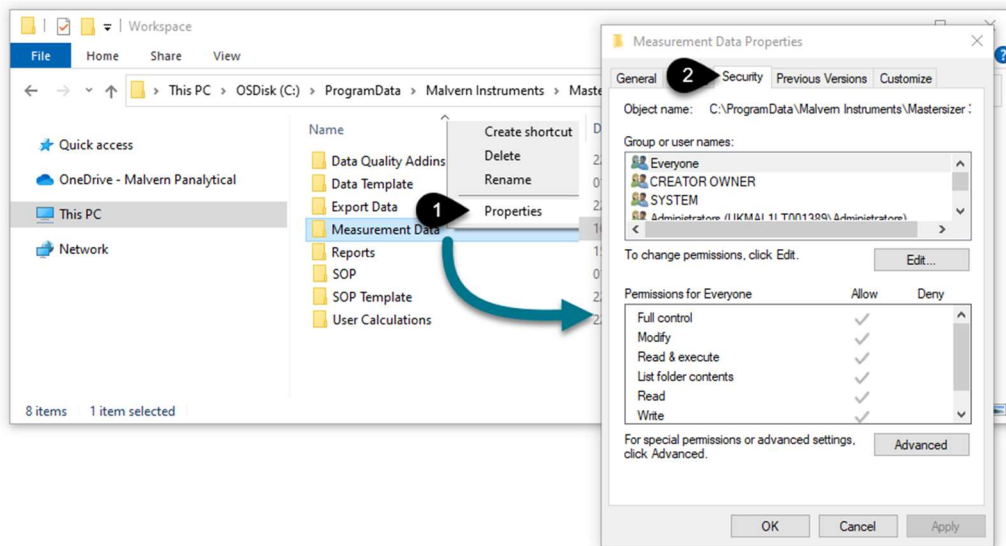 Workspace
File Home Share View
This PC > OSDisk (C:) > ProgramData > Malvern Instruments >
Quick access
OneDrive - Malvern Panalytical
This PC
Network
Name
Data Quality Addins
Data Template
Export Data
Measurement Data
Reports
SOP
SOP Template
User Calculations
Create shortcut
Delete
Rename
1
Properties
8 items 1 item selected
Measurement Data Properties
General 2 Security Previous Versions Customize
Object name: C:\ProgramData\Malvern Instruments\Mastersizer
Group or user names:
Everyone
CREATOR OWNER
SYSTEM
Administrators (UKMAL1LT001389\Administrators)
To change permissions, click Edit.
Edit...
Permissions for Everyone Allow Deny
Full control
Modify
Read & execute
List folder contents
Read
Write
For special permissions or advanced settings,
click Advanced.
Advanced
OK Cancel Apply